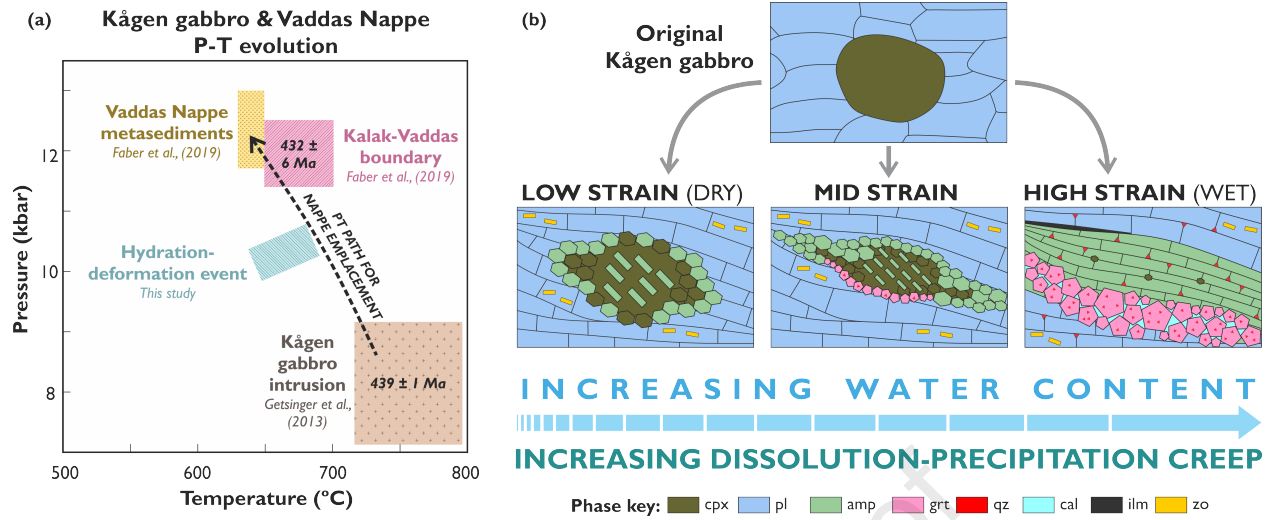 (a)
Kågen gabbro & Vaddas Nappe
P-T evolution
Pressure (kbar)
12
10
8
Vaddas Nappe
metasediments
Faber et al., (2019)
432 ±
6 Ma
Kalak-Vaddas
boundary
Faber et al., (2019)
PT PATH FOR
NAPPE EMPLACEMENT
Hydration-
deformation event
This study
Kågen
gabbro
intrusion
Getsinger et al.,
(2013)
439 ± 1 Ma
500
600
700
800
Temperature (ºC)
(b)
Original
Kågen gabbro
LOW STRAIN (DRY)
MID STRAIN
HIGH STRAIN (WET)
INCREASING WATER CONTENT
INCREASING DISSOLUTION-PRECIPITATION CREEP
Phase key: cpx pl amp grt qz cal ilm zo